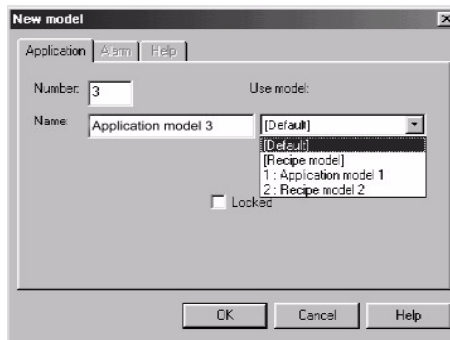 New model
Application Alarm Help
Number: 3 Use model:
Name: Application model 3 [Default]
[Default]
[Recipe model]
1 : Application model 1
2 : Recipe model 2
Locked
OK Cancel Help